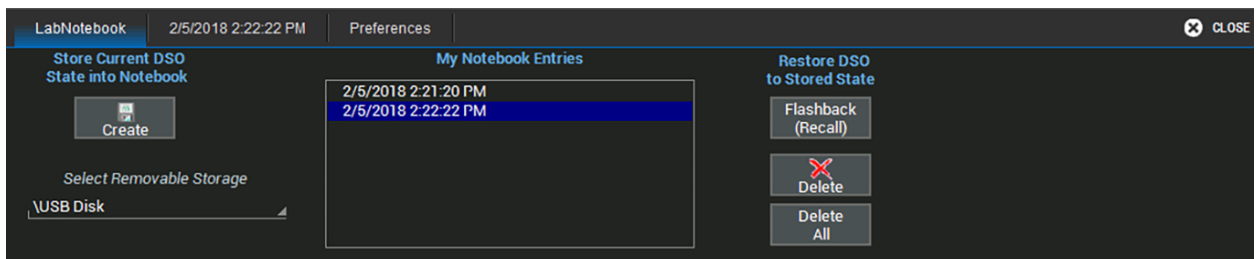 LabNotebook
2/5/2018 2:22:22 PM
Preferences
CLOSE
Store Current DSO
State into Notebook
Create
Select Removable Storage
\USB Disk
My Notebook Entries
2/5/2018 2:21:20 PM
2/5/2018 2:22:22 PM
Restore DSO
to Stored State
Flashback
(Recall)
Delete
Delete
All